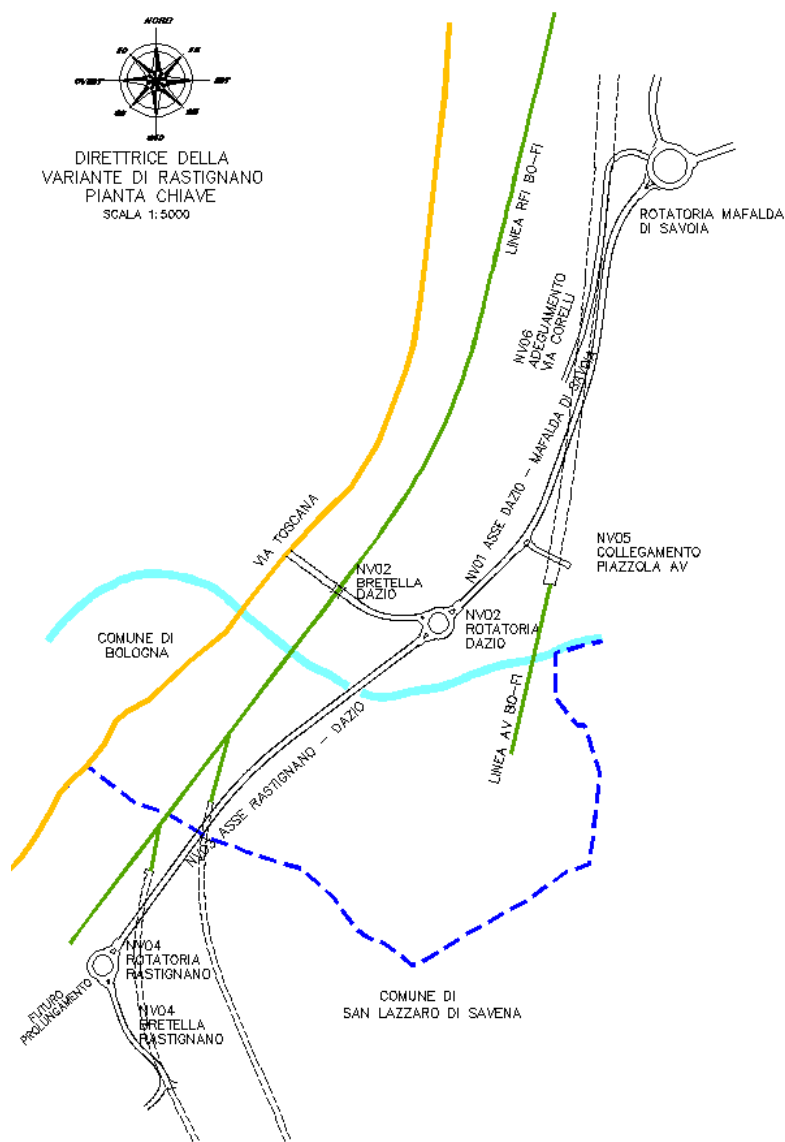 NORD
EST
OVEST
DIRETTRICE DELLA
VARIANTE DI RASTIGNANO
PIANTA CHIAVE
SCALA 1:5000
LINEA RFI BO-FI
ROTATORIA MAFALDA
DI SAVOIA
NV06
ADEGUAMENTO
VIA CORELLI
NV01 ASSE DAZIO - MAFALDA DI SAVOIA
VIA TOSCANA
NV05
COLLEGAMENTO
PIAZZOLA AV
NV02
BRETELLA
DAZIO
NV02
ROTATORIA
DAZIO
COMUNE DI
BOLOGNA
LINEA AV BO-FI
NV03 ASSE RASTIGNANO - DAZIO
NV04
ROTATORIA
RASTIGNANO
FUTURO
PROLUNGAMENTO
NV04
BRETELLA
RASTIGNANO
COMUNE DI
SAN LAZZARO DI SAVENA